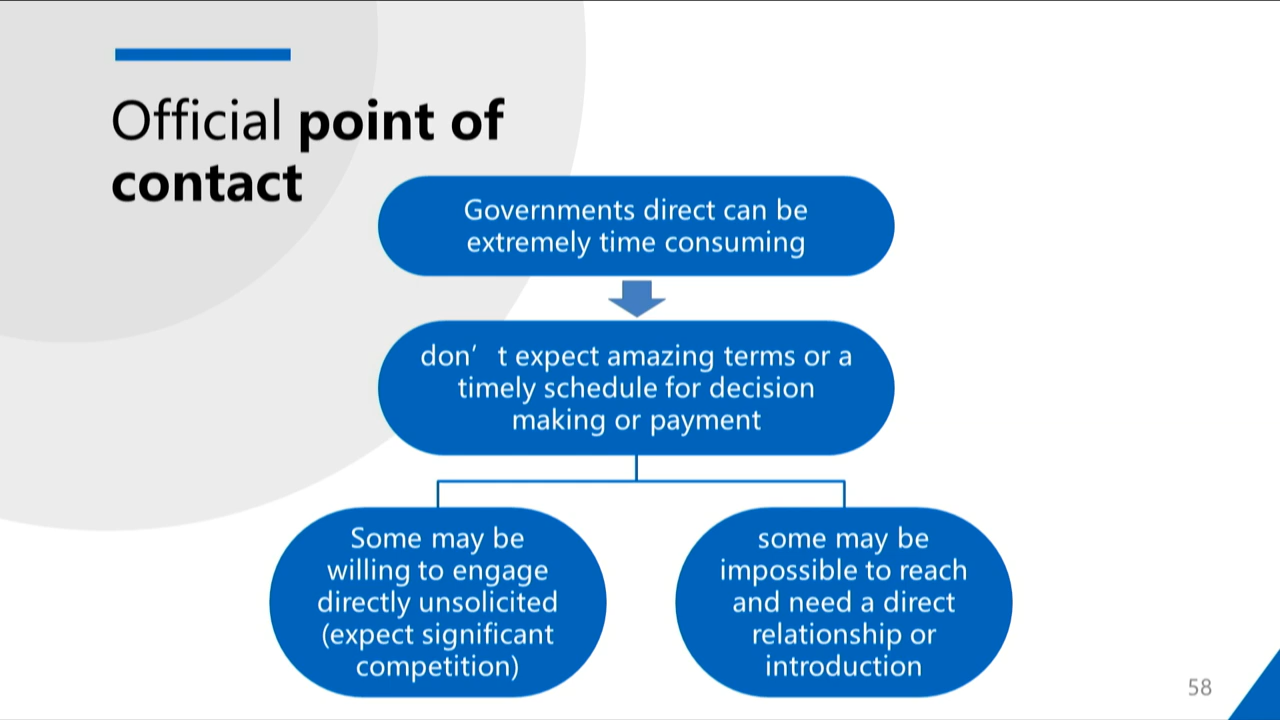 Official point of
contact
Governments direct can be
extremely time consuming
don’ t expect amazing terms or a
timely schedule for decision
making or payment
Some may be
willing to engage
directly unsolicited
(expect significant
competition)
some may be
impossible to reach
and need a direct
relationship or
introduction
58